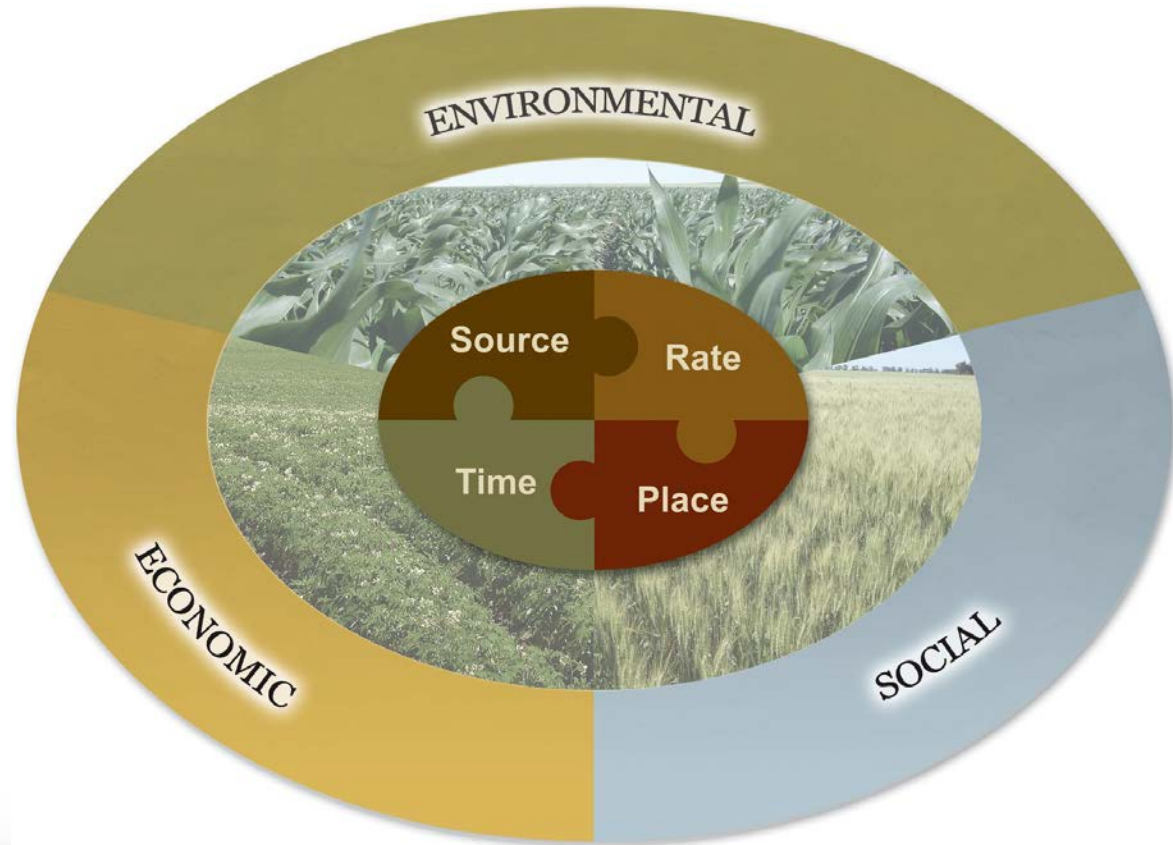 ENVIRONMENTAL
Source
Rate
Time
Place
ECONOMIC
SOCIAL